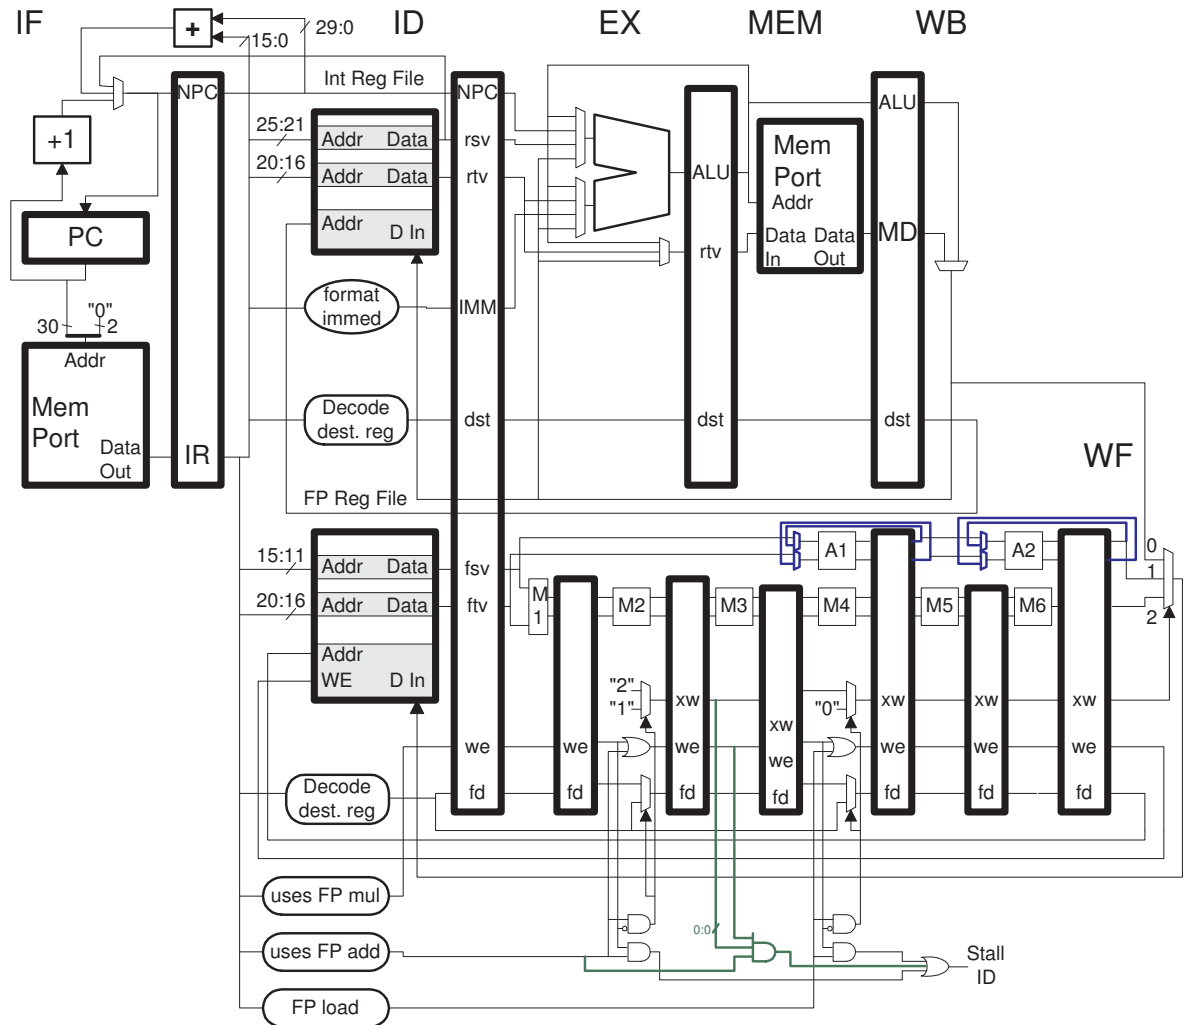 IF
ID
EX
MEM
WB
+
29:0
15:0
Int Reg File
NPC
NPC
ALU
+1
25:21
Addr
Data
rsv
20:16
Addr
Data
rtv
Addr
D In
PC
ALU
rtv
Mem
Port
Addr
Data
In
Data
Out
MD
format
immed
IMM
30
"0"
2
Addr
Mem
Port
Data
Out
IR
Decode
dest. reg
dst
dst
dst
WF
FP Reg File
15:11
Addr
Data
fsv
20:16
Addr
Data
ftv
Addr
WE
D In
M
1
M2
M3
A1
M4
M5
A2
M6
0
1
2
"2"
"1"
xw
xw
"0"
xw
xw
xw
we
we
we
we
we
we
we
Decode
dest. reg
fd
fd
fd
fd
fd
fd
fd
uses FP mul
uses FP add
FP load
0:0
Stall
ID